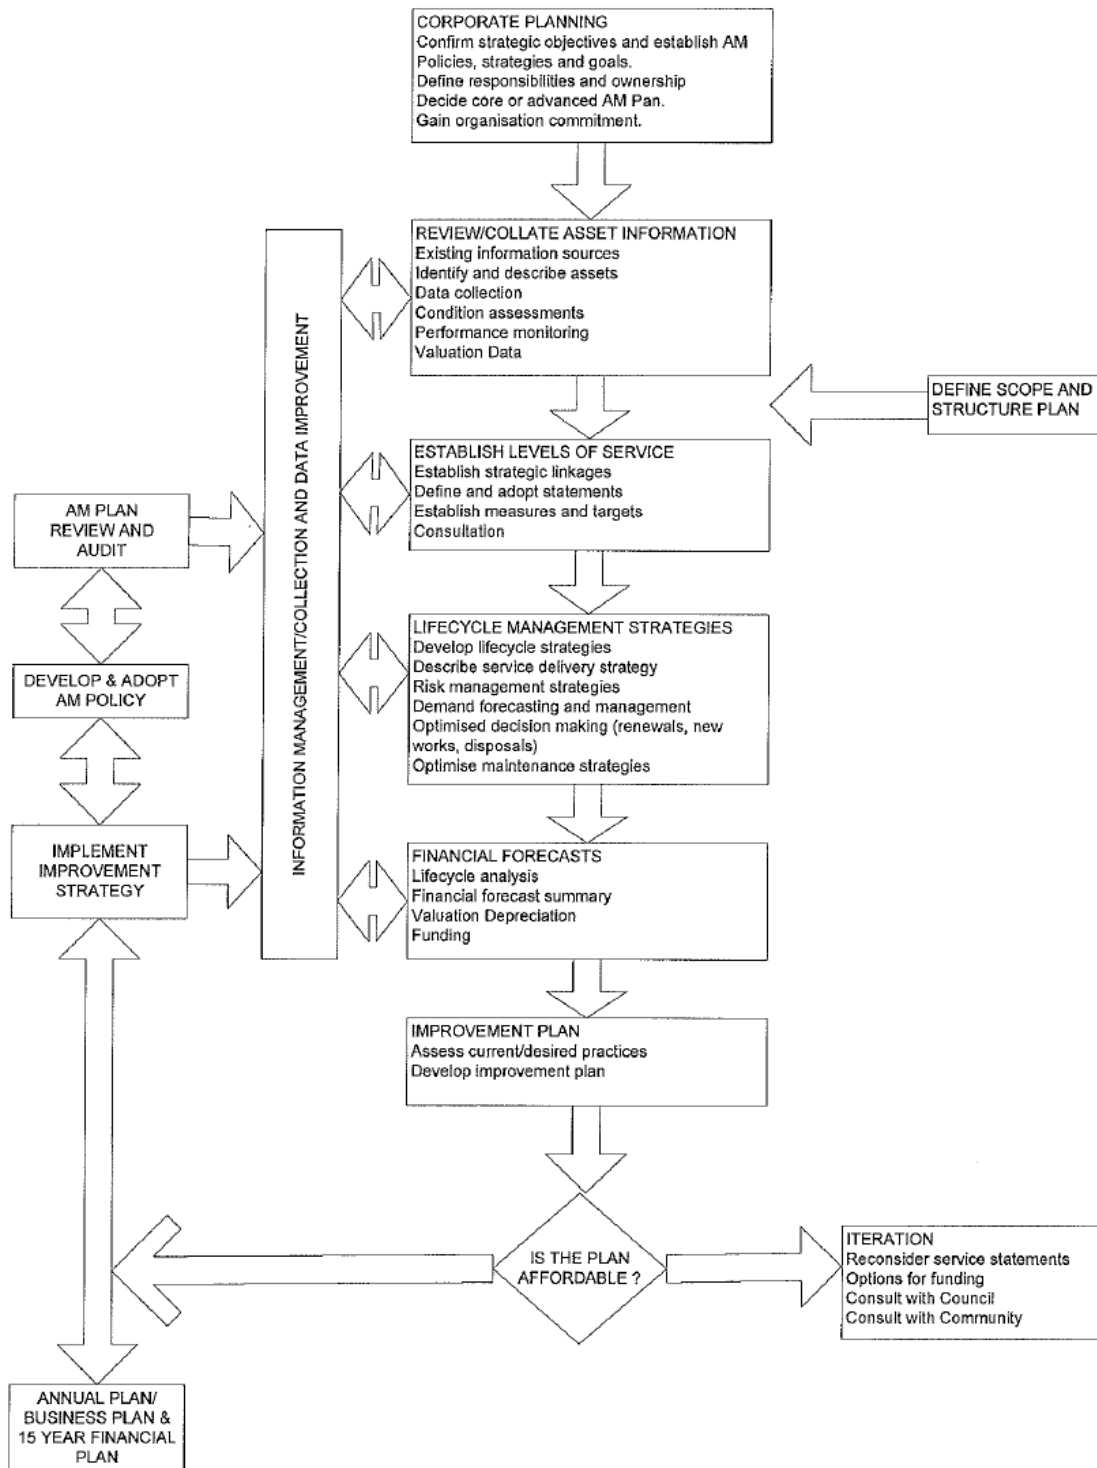 CORPORATE PLANNING
Confirm strategic objectives and establish AM
Policies, strategies and goals.
Define responsibilities and ownership
Decide core or advanced AM Pan.
Gain organisation commitment.
REVIEW/COLLATE ASSET INFORMATION
Existing information sources
Identify and describe assets
Data collection
Condition assessments
Performance monitoring
Valuation Data
DEFINE SCOPE AND
STRUCTURE PLAN
INFORMATION MANAGEMENT/COLLECTION AND DATA IMPROVEMENT
ESTABLISH LEVELS OF SERVICE
Establish strategic linkages
Define and adopt statements
Establish measures and targets
Consultation
AM PLAN
REVIEW AND
AUDIT
LIFECYCLE MANAGEMENT STRATEGIES
Develop lifecycle strategies
Describe service delivery strategy
Risk management strategies
Demand forecasting and management
Optimised decision making (renewals, new
works, disposals)
Optimise maintenance strategies
DEVELOP & ADOPT
AM POLICY
IMPLEMENT
IMPROVEMENT
STRATEGY
FINANCIAL FORECASTS
Lifecycle analysis
Financial forecast summary
Valuation Depreciation
Funding
IMPROVEMENT PLAN
Assess current/desired practices
Develop improvement plan
IS THE PLAN
AFFORDABLE ?
ITERATION
Reconsider service statements
Options for funding
Consult with Council
Consult with Community
ANNUAL PLAN/
BUSINESS PLAN &
15 YEAR FINANCIAL
PLAN